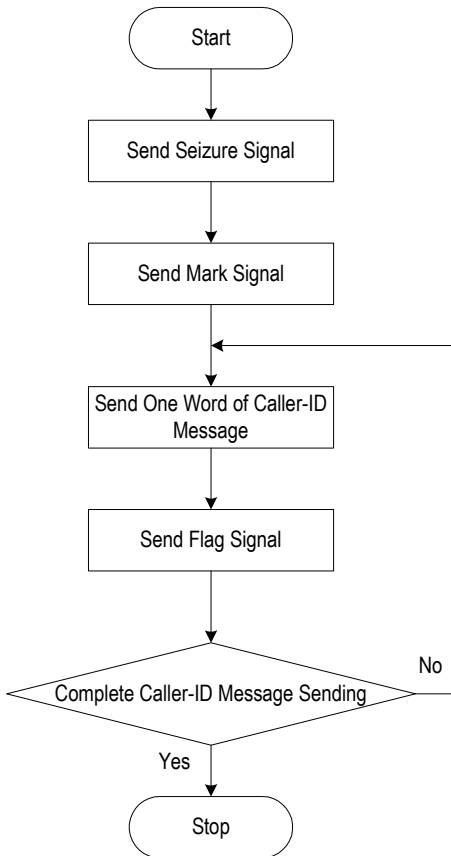 Start
Send Seizure Signal
Send Mark Signal
Send One Word of Caller-ID
Message
Send Flag Signal
Complete Caller-ID Message Sending
No
Yes
Stop